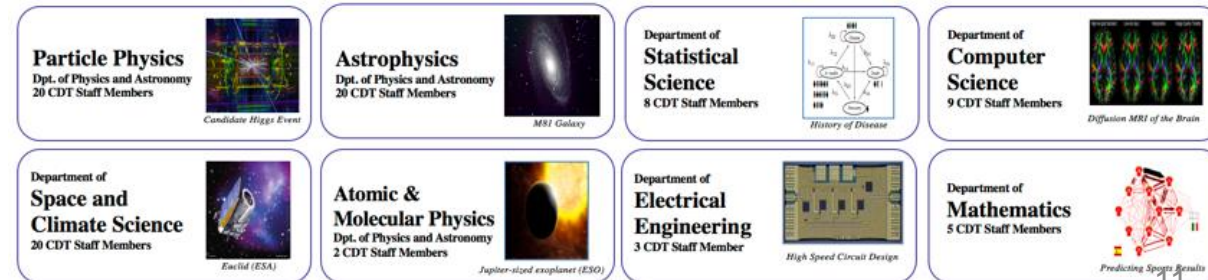 Particle Physics
Dpt. of Physics and Astronomy
20 CDT Staff Members
Candidate Higgs Event
Astrophysics
Dpt. of Physics and Astronomy
20 CDT Staff Members
M81 Galaxy
Department of
Statistical
Science
8 CDT Staff Members
History of Disease
Department of
Computer
Science
9 CDT Staff Members
Diffusion MRI of the Brain
Department of
Space and
Climate Science
20 CDT Staff Members
Euclid (ESA)
Atomic &
Molecular Physics
Dpt. of Physics and Astronomy
2 CDT Staff Members
Jupiter-sized exoplanet (ESO)
Department of
Electrical
Engineering
3 CDT Staff Member
High Speed Circuit Design
Department of
Mathematics
5 CDT Staff Members
Predicting Sports Results
11